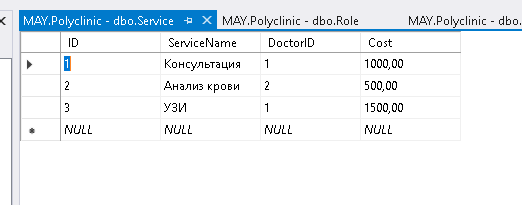 MAY.Polyclinic - dbo.Service MAY.Polyclinic - dbo.Role MAY.Polyclinic - dbo
ID ServiceName DoctorID Cost
1 Консультация 1 1000,00
2 Анализ крови 2 500,00
3 УЗИ 1 1500,00
NULL NULL NULL NULL